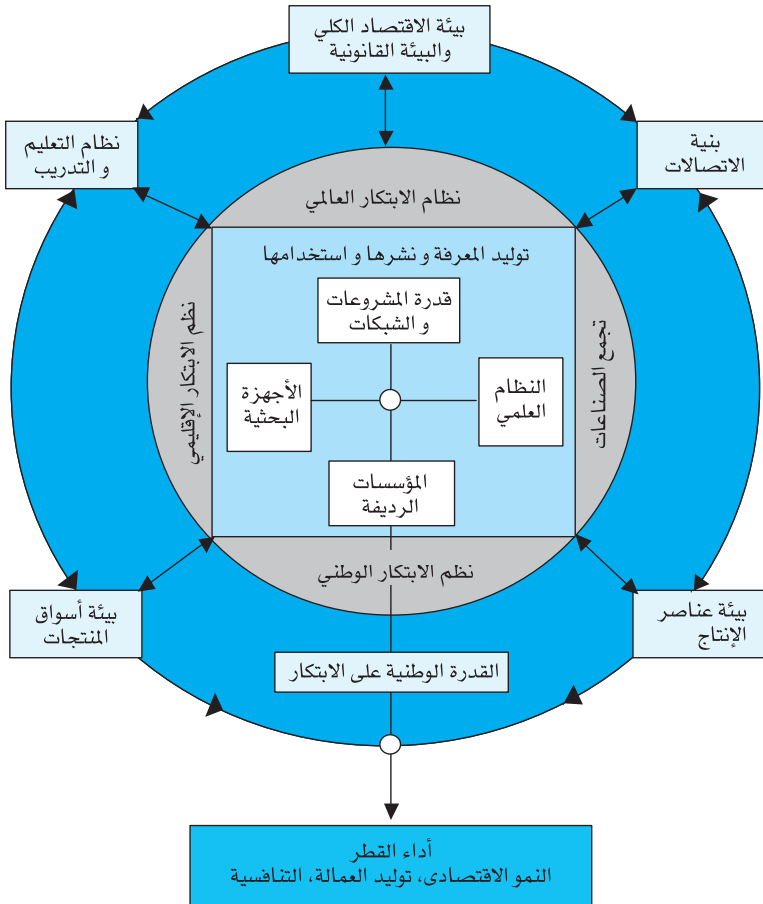 بيئة الاقتصاد الكلي
والبيئة القانونية
بنية
الاتصالات
نظام التعليم
و التدريب
نظام الابتكار العالمي
توليد المعرفة و نشرها و استخدامها
قدرة المشروعات
و الشبكات
تجمع الصناعات
النظام
العلمي
الأجهزة
البحثية
نظم الابتكار الإقليمي
المؤسسات
الرديفة
نظم الابتكار الوطني
بيئة عناصر
الإنتاج
بيئة أسواق
المنتجات
القدرة الوطنية على الابتكار
أداء القطر
النمو الاقتصادى، توليد العمالة، التنافسية